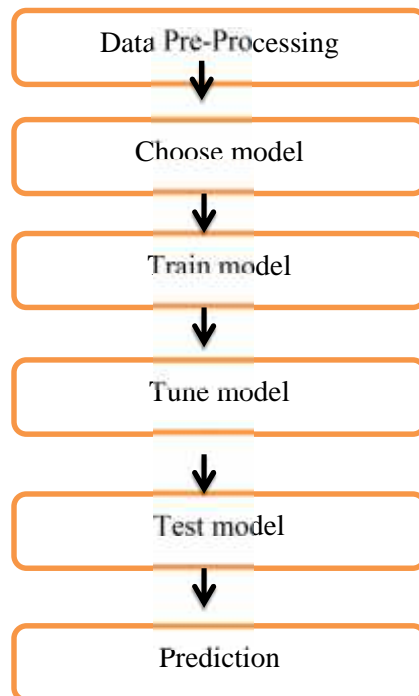 Data Pre-Processing
Choose model
Train model
Tune model
Test model
Prediction